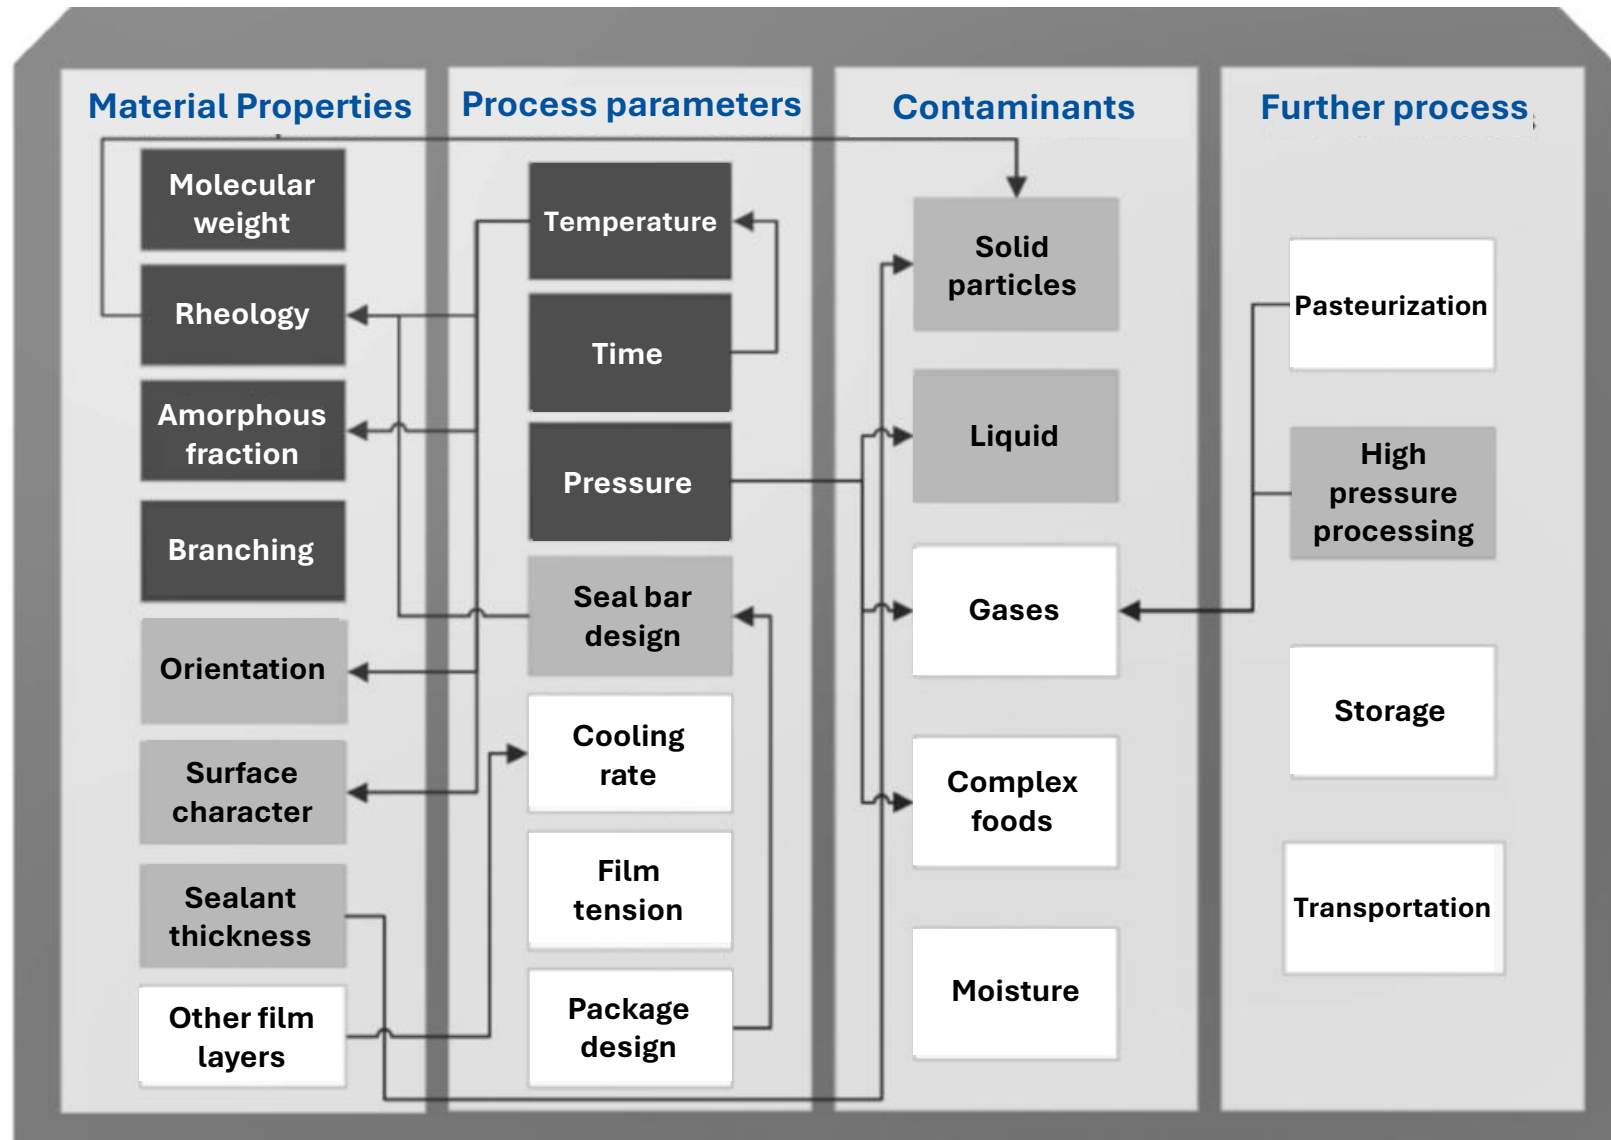 Material Properties
Molecular
weight
Rheology
Amorphous
fraction
Branching
Orientation
Surface
character
Sealant
thickness
Other film
layers
Process parameters
Temperature
Time
Pressure
Seal bar
design
Cooling
rate
Film
tension
Package
design
Contaminants
Solid
particles
Liquid
Gases
Complex
foods
Moisture
Further process
Pasteurization
High
pressure
processing
Storage
Transportation